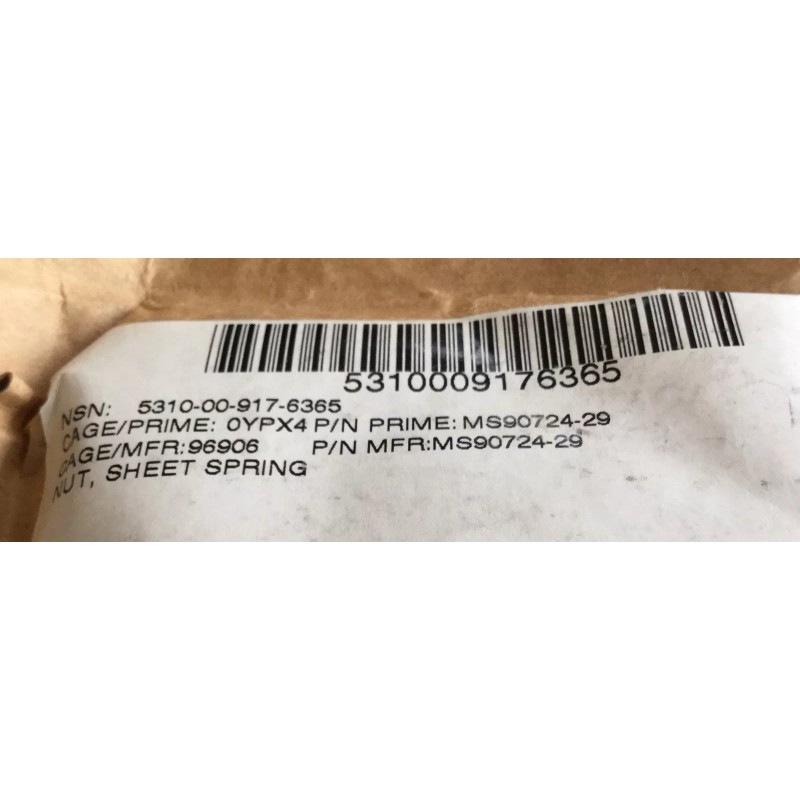 5310009176365
NSN: 5310-00-917-6365
CAGE/PRIME: 0YPX4 P/N PRIME: MS90724-29
CAGE/MFR:96906 P/N MFR:MS90724-29
NUT, SHEET SPRING